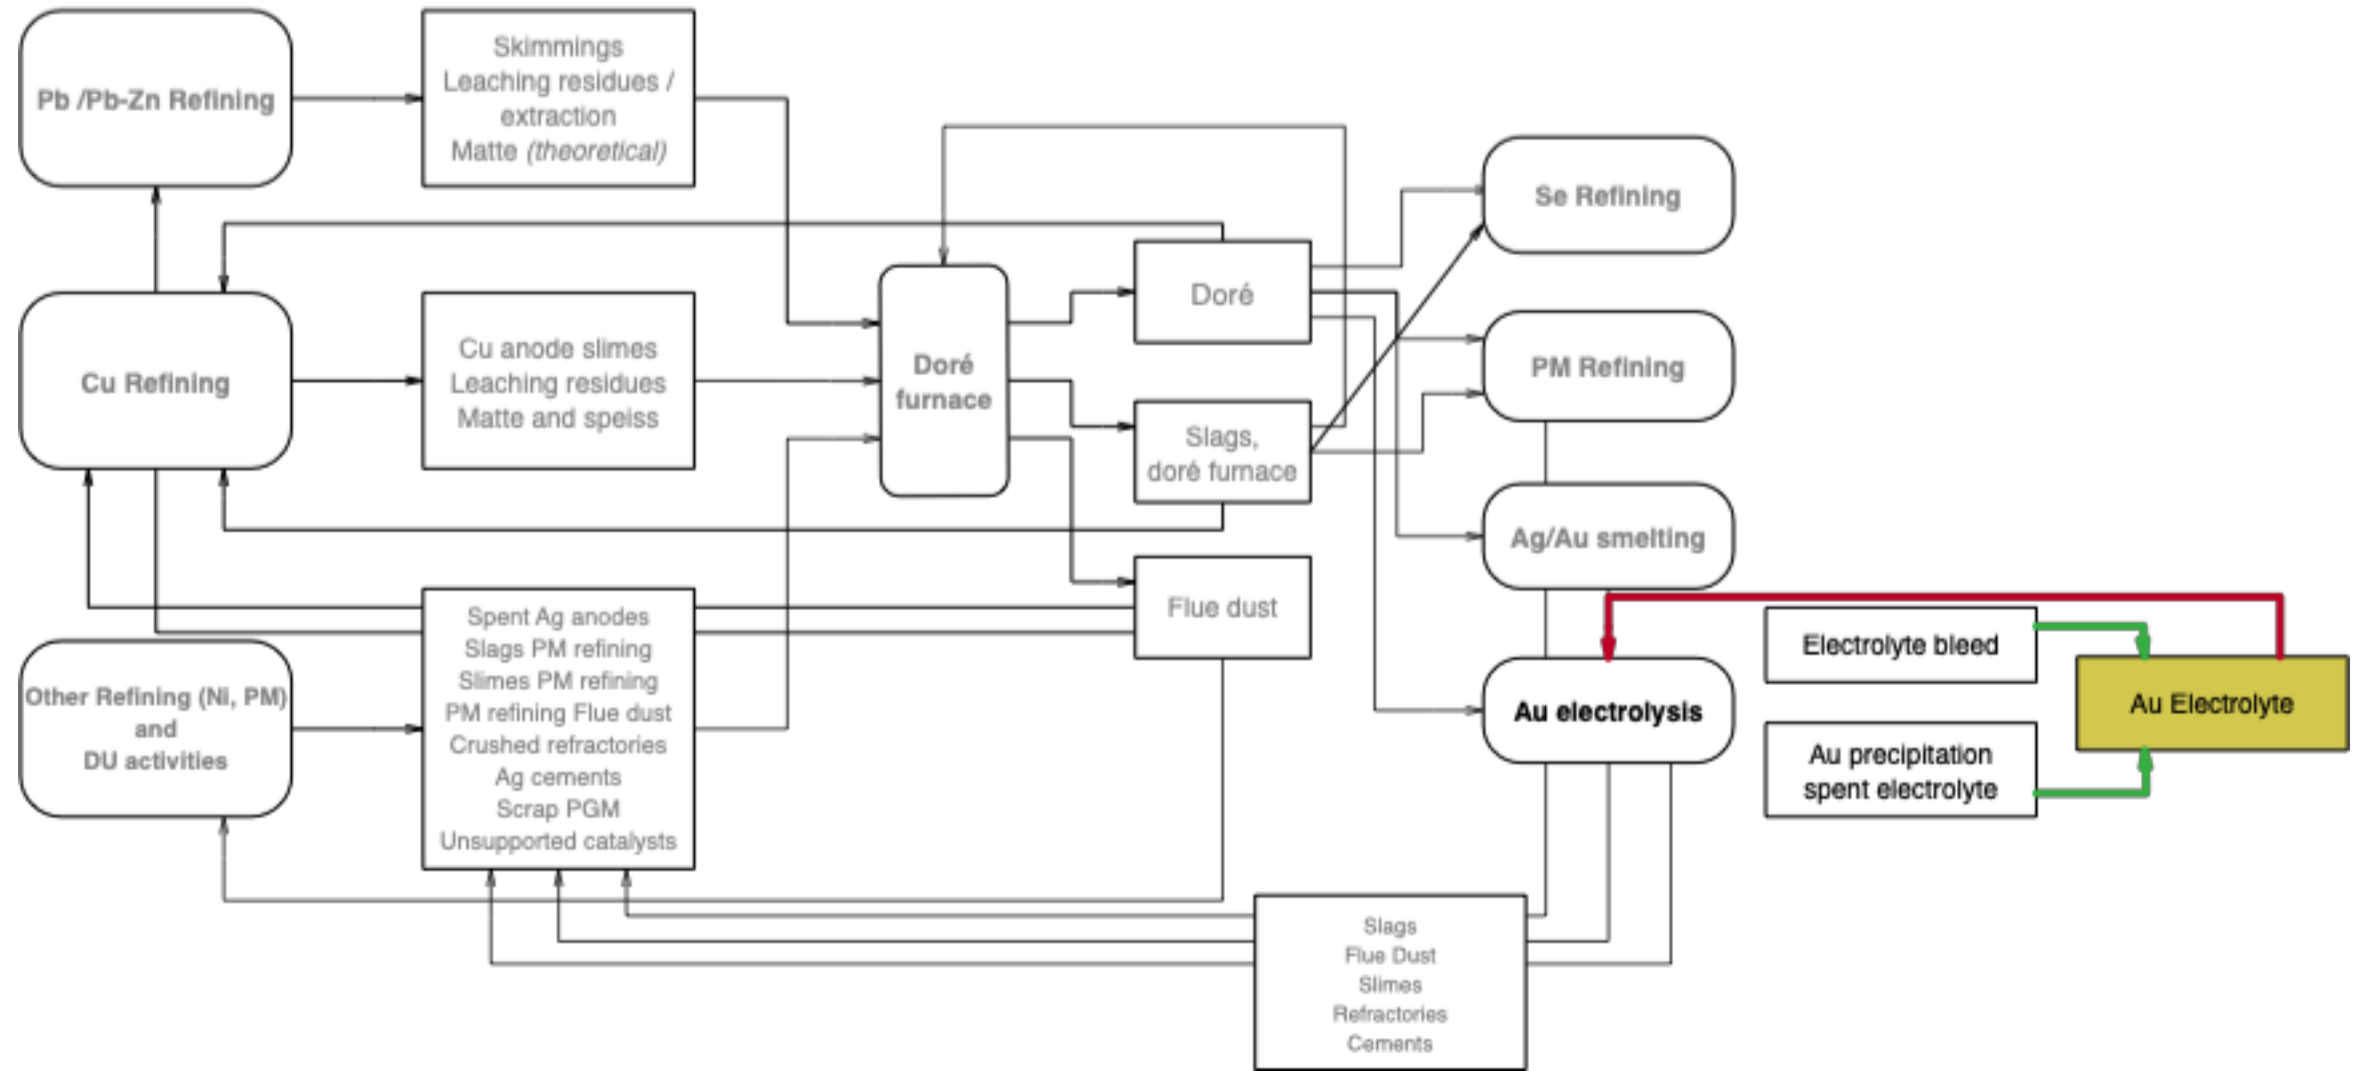 Pb /Pb-Zn Refining
Skimmings
Leaching residues /
extraction
Matte (theoretical)
Se Refining
Doré
Cu Refining
Cu anode slimes
Leaching residues
Matte and speiss
Doré
furnace
PM Refining
Slags,
doré furnace
Ag/Au smelting
Flue dust
Other Refining (Ni, PM)
and
DU activities
Spent Ag anodes
Slags PM refining
Slimes PM refining
PM refining Flue dust
Crushed refractories
Ag cements
Scrap PGM
Unsupported catalysts
Au electrolysis
Electrolyte bleed
Au Electrolyte
Au precipitation
spent electrolyte
Slags
Flue Dust
Slimes
Refractories
Cements